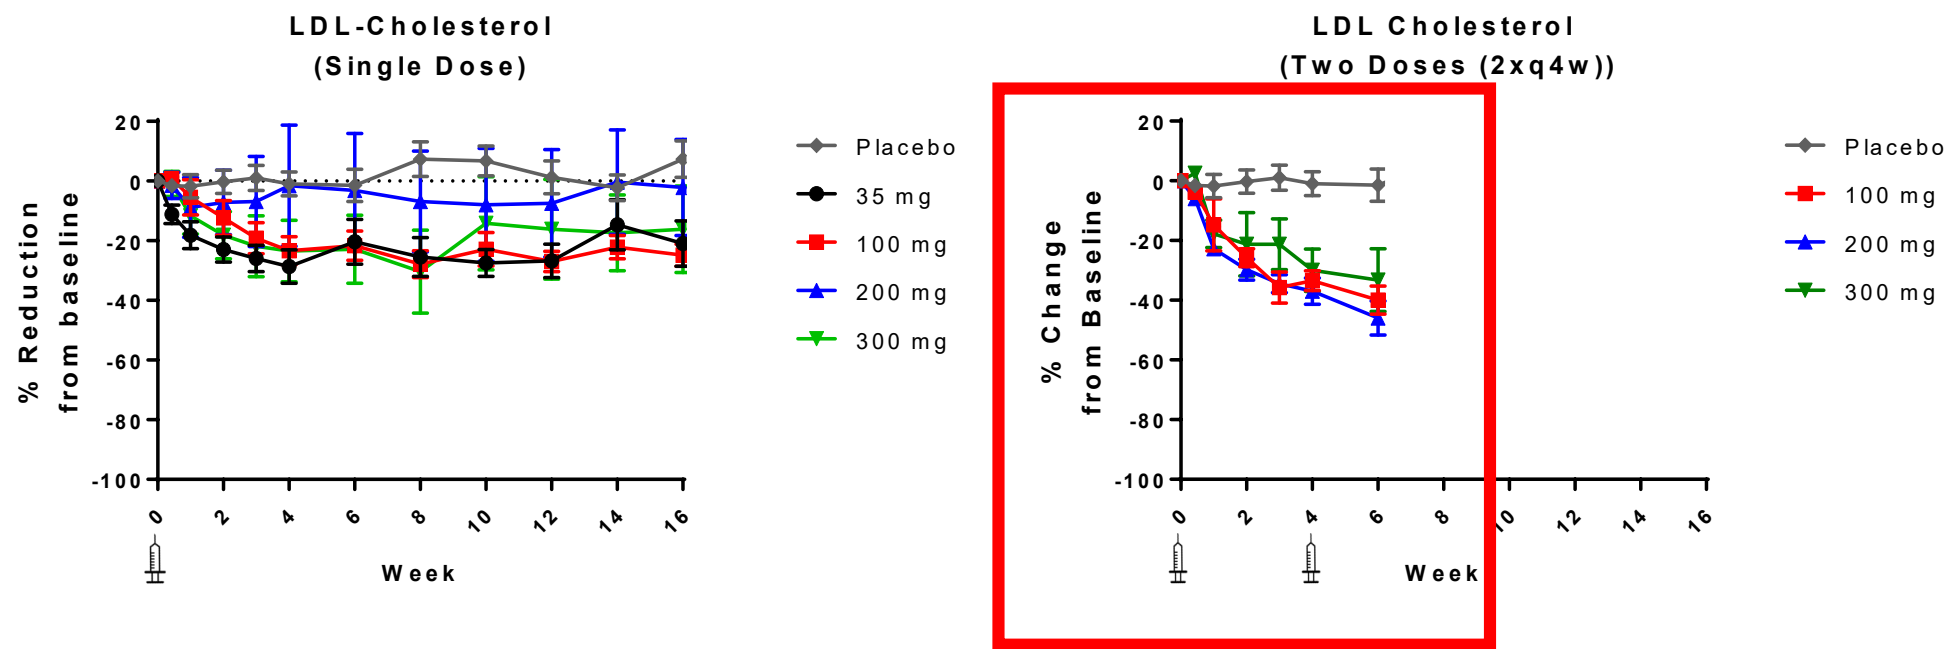 LDL-Cholesterol
(Single Dose)
% Reduction
from baseline
20
0
-20
-40
-60
-80
-100
0 2 4 6 8 10 12 14 16
Week
Placebo
35 mg
100 mg
200 mg
300 mg
LDL Cholesterol
(Two Doses (2xq4w))
% Change
from Baseline
20
0
-20
-40
-60
-80
-100
0 2 4 6 8 10 12 14 16
Week
Placebo
100 mg
200 mg
300 mg